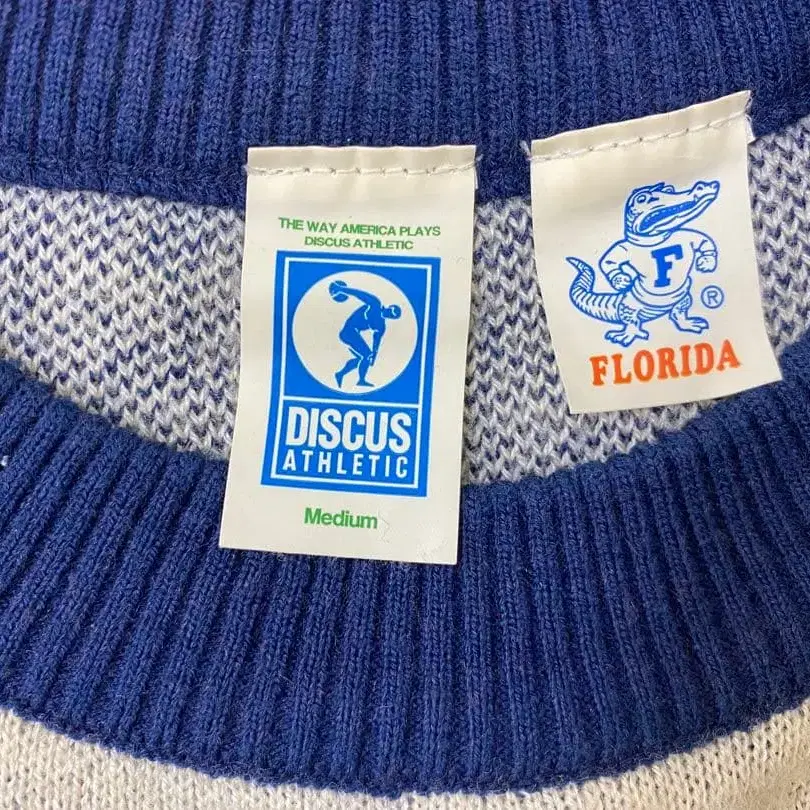 THE WAY AMERICA PLAYS
DISCUS ATHLETIC
DISCUS
ATHLETIC
Medium
F
®
FLORIDA